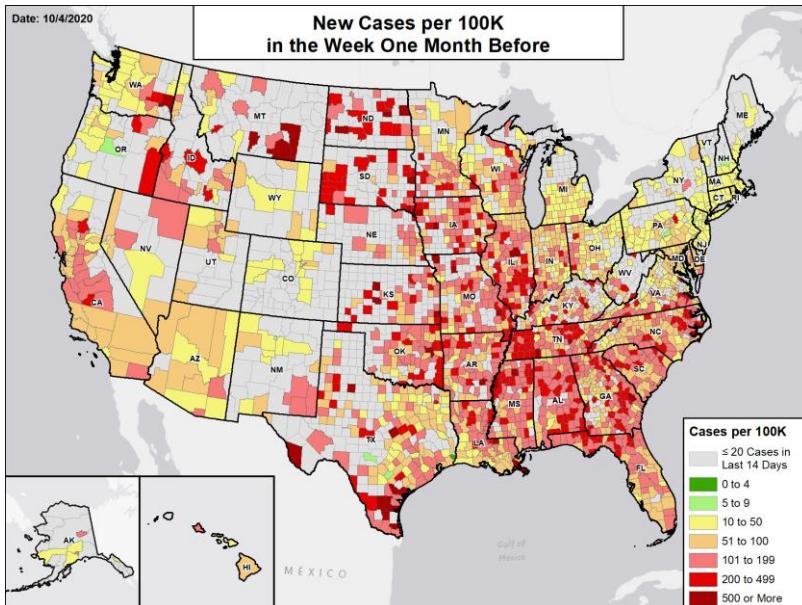 Date: 10/4/2020
New Cases per 100K
in the Week One Month Before
WA
MT
ND
MN
ME
VT
NH
OR
ID
SD
WI
NY
MA
CT
RI
MI
WY
IA
PA
NJ
NE
NV
OH
MD
DE
UT
IL
IN
CO
WV
CA
VA
KS
MO
KY
NC
TN
AZ
OK
NM
AR
SC
MS
AL
GA
TX
LA
FL
AK
HI
MÉXICO
Gulf of
Mexico
Cases per 100K
≤ 20 Cases in
Last 14 Days
0 to 4
5 to 9
10 to 50
51 to 100
101 to 199
200 to 499
500 or More